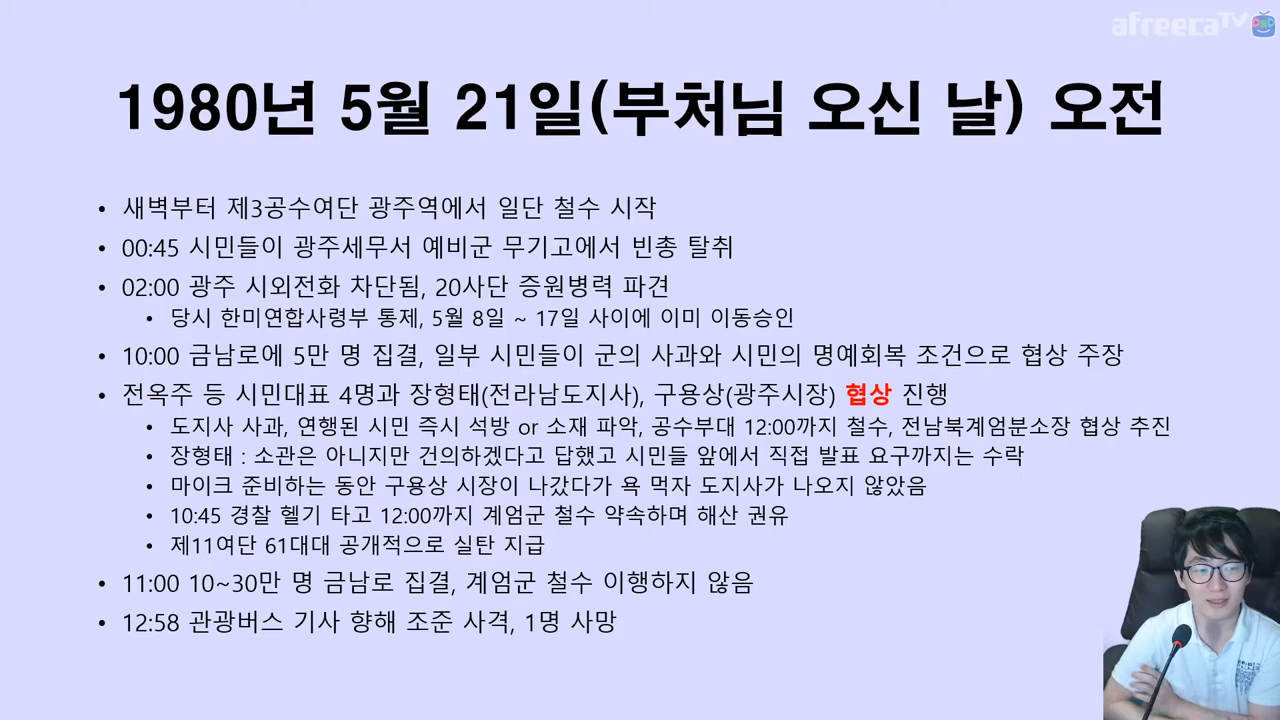 afreecaTV
1980년 5월 21일(부처님 오신 날) 오전
• 새벽부터 제3공수여단 광주역에서 일단 철수 시작
• 00:45 시민들이 광주세무서 예비군 무기고에서 빈총 탈취
• 02:00 광주 시외전화 차단됨, 20사단 증원병력 파견
• 당시 한미연합사령부 통제, 5월 8일 ~ 17일 사이에 이미 이동승인
• 10:00 금남로에 5만 명 집결, 일부 시민들이 군의 사과와 시민의 명예회복 조건으로 협상 주장
• 전옥주 등 시민대표 4명과 장형태(전라남도지사), 구용상(광주시장) 협상 진행
• 도지사 사과, 연행된 시민 즉시 석방 or 소재 파악, 공수부대 12:00까지 철수, 전남북계엄분소장 협상 추진
• 장형태 : 소관은 아니지만 건의하겠다고 답했고 시민들 앞에서 직접 발표 요구까지는 수락
• 마이크 준비하는 동안 구용상 시장이 나갔다가 욕 먹자 도지사가 나오지 않았음
• 10:45 경찰 헬기 타고 12:00까지 계엄군 철수 약속하며 해산 권유
• 제11여단 61대대 공개적으로 실탄 지급
• 11:00 10~30만 명 금남로 집결, 계엄군 철수 이행하지 않음
• 12:58 관광버스 기사 향해 조준 사격, 1명 사망